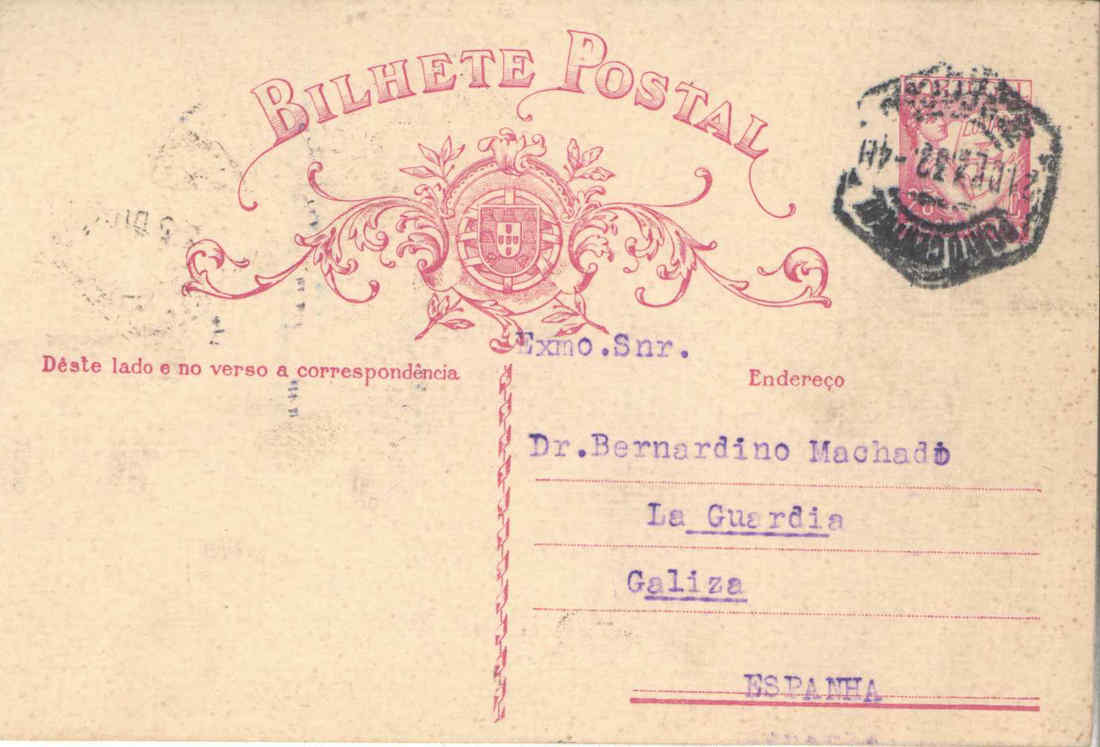 BILHETE POSTAL
Exmo.Snr.
Dêste lado e no verso a correspondência
Endereço
Dr.Bernardino Machado
La Guardia
Galiza
ESPANHA